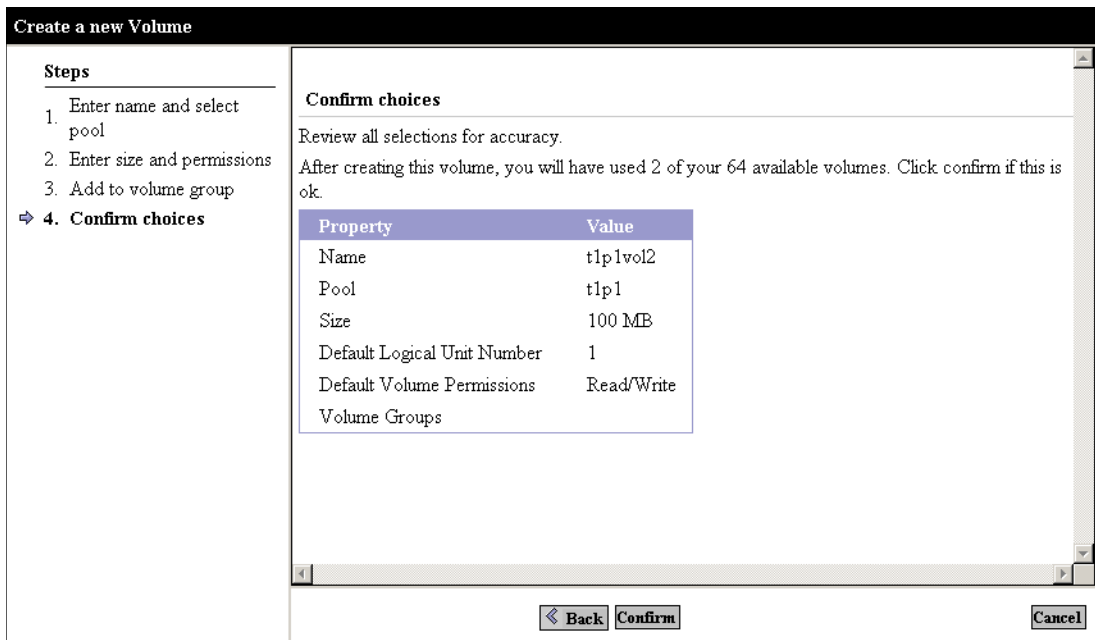 Create a new Volume
Steps
1. Enter name and select
pool
2. Enter size and permissions
3. Add to volume group
4. Confirm choices
Confirm choices
Review all selections for accuracy.
After creating this volume, you will have used 2 of your 64 available volumes. Click confirm if this is
ok.
Property Value
Name t1p1vol2
Pool t1p1
Size 100 MB
Default Logical Unit Number 1
Default Volume Permissions Read/Write
Volume Groups
Back Confirm Cancel